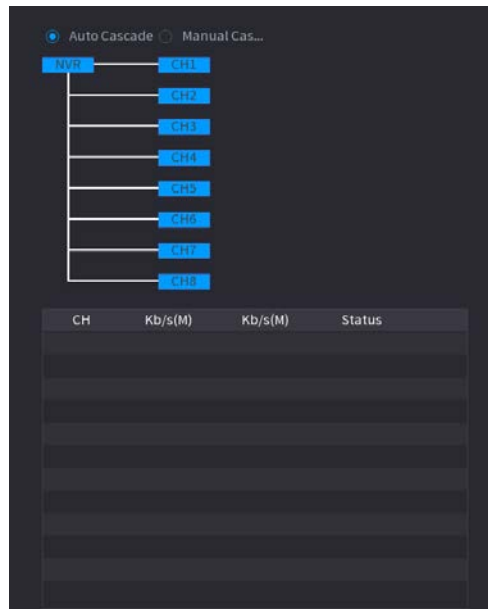 Auto Cascade Manual Cas...
NVR CH1
CH2
CH3
CH4
CH5
CH6
CH7
CH8
CH Kb/s(M) Kb/s(M) Status